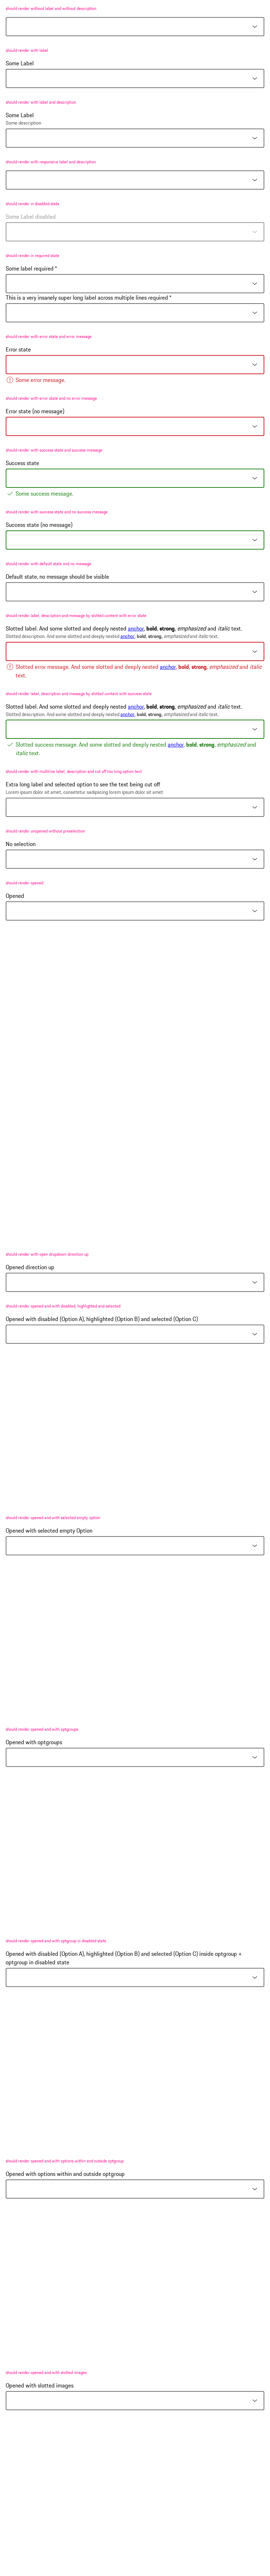 should render without label and without description
should render with label
Some Label
should render with label and description
Some Label
Some description
should render with responsive label and description
should render in disabled state
Some Label disabled
should render in required state
Some label required *
This is a very insanely super long label across multiple lines required *
should render with error state and error message
Error state
Some error message.
should render with error state and no error message
Error state (no message)
should render with success state and success message
Success state
Some success message.
should render with success state and no success message
Success state (no message)
should render with default state and no message
Default state, no message should be visible
should render label, description and message by slotted content with error state
Slotted label. And some slotted and deeply nested anchor, bold, strong, emphasized and italic text.
Slotted description. And some slotted and deeply nested anchor, bold, strong, emphasized and italic text.
Slotted error message. And some slotted and deeply nested anchor, bold, strong, emphasized and italic
text.
should render label, description and message by slotted content with success state
Slotted label. And some slotted and deeply nested anchor, bold, strong, emphasized and italic text.
Slotted description. And some slotted and deeply nested anchor, bold, strong, emphasized and italic text.
Slotted success message. And some slotted and deeply nested anchor, bold, strong, emphasized and
italic text.
should render with multiline label, description and cut off too long option text
Extra long label and selected option to see the text being cut off
Lorem ipsum dolor sit amet, consetetur sadipscing lorem ipsum dolor sit amet
should render unopened without preselection
No selection
should render opened
Opened
should render with open dropdown direction up
Opened direction up
should render opened and with disabled, highlighted and selected
Opened with disabled (Option A), highlighted (Option B) and selected (Option C)
should render opened and with selected empty option
Opened with selected empty Option
should render opened and with optgroups
Opened with optgroups
should render opened and with optgroup in disabled state
Opened with disabled (Option A), highlighted (Option B) and selected (Option C) inside optgroup +
optgroup in disabled state
should render opened and with options within and outside optgroup
Opened with options within and outside optgroup
should render opened and with slotted images
Opened with slotted images